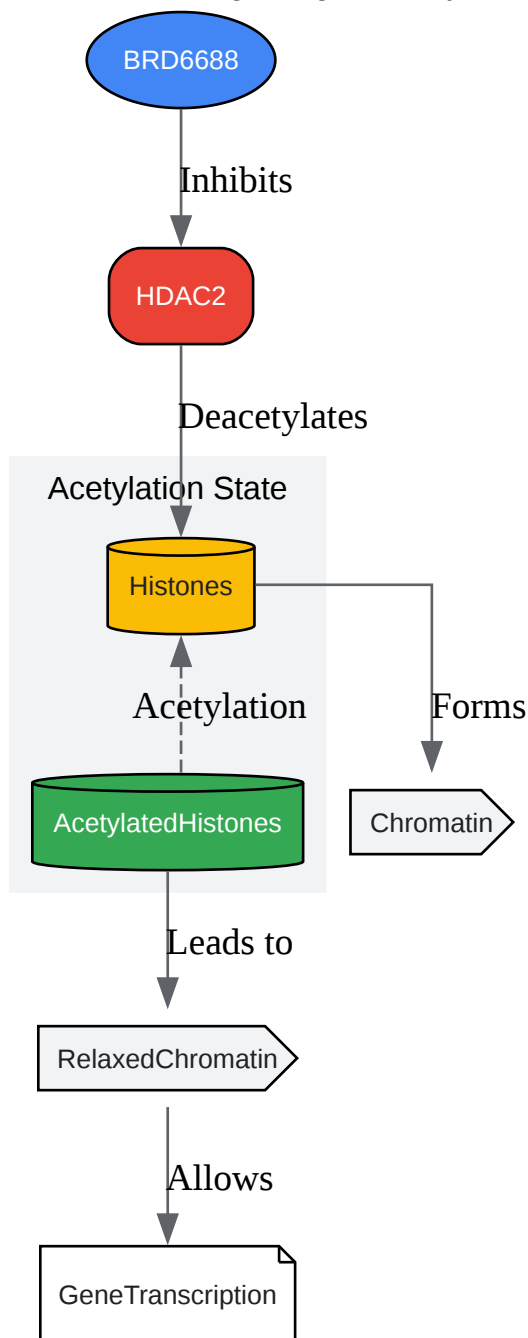 BRD6688
Inhibits
HDAC2
Deacetylates
Acetylation State
Histones
Acetylation
Forms
AcetylatedHistones
Chromatin
Leads to
RelaxedChromatin
Allows
GeneTranscription